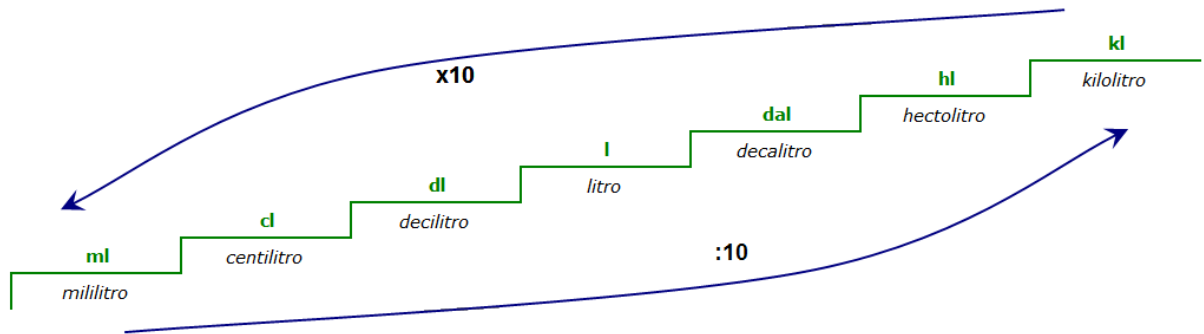 x10
kl
kilolitro
hl
hectolitro
dal
decalitro
l
litro
dl
decilitro
cl
centilitro
ml
mililitro
:10